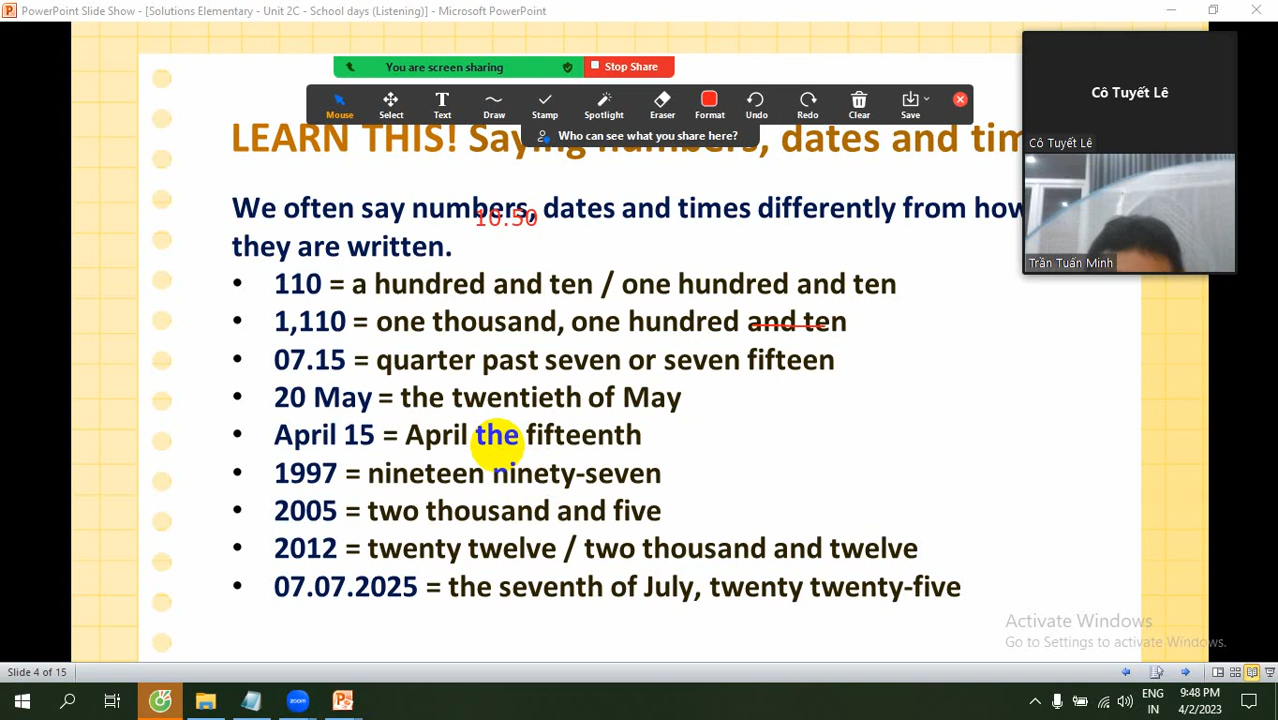 PowerPoint Slide Show - [Solutions Elementary - Unit 2C - School days (Listening)] - Microsoft PowerPoint
You are screen sharing
Stop Share
Mouse
Select
Text
Draw
Stamp
Spotlight
Eraser
Format
Undo
Redo
Clear
Save
Who can see what you share here?
Cô Tuyết Lê
Cô Tuyết Lê
Trần Tuấn Minh
LEARN THIS! Saying numbers, dates and tim
We often say numbers, dates and times differently from how
10.50
they are written.
• 110 = a hundred and ten / one hundred and ten
• 1,110 = one thousand, one hundred and ten
• 07.15 = quarter past seven or seven fifteen
• 20 May = the twentieth of May
• April 15 = April the fifteenth
• 1997 = nineteen ninety-seven
• 2005 = two thousand and five
• 2012 = twenty twelve / two thousand and twelve
• 07.07.2025 = the seventh of July, twenty twenty-five
Activate Windows
Go to Settings to activate Windows.
Slide 4 of 15
zoom
ENG
IN
9:48 PM
4/2/2023